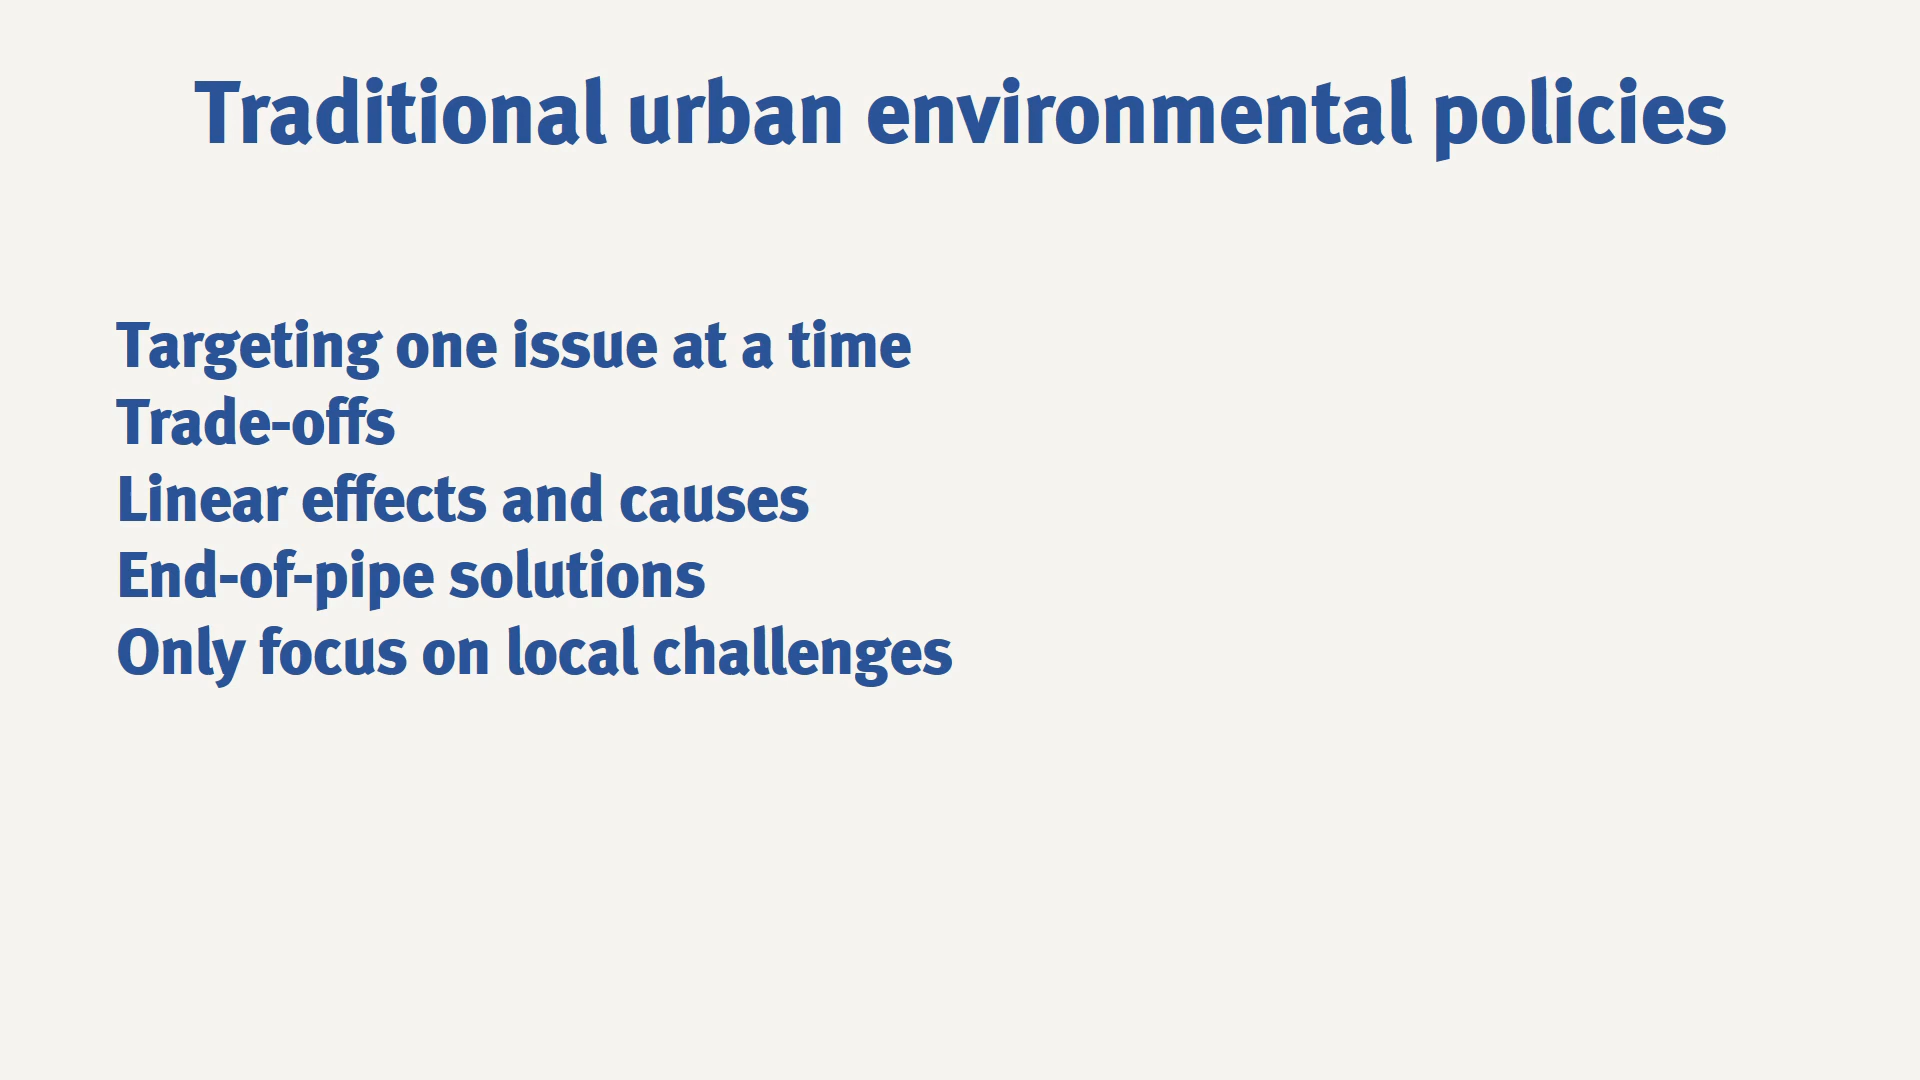 Traditional urban environmental policies
Targeting one issue at a time
Trade-offs
Linear effects and causes
End-of-pipe solutions
Only focus on local challenges